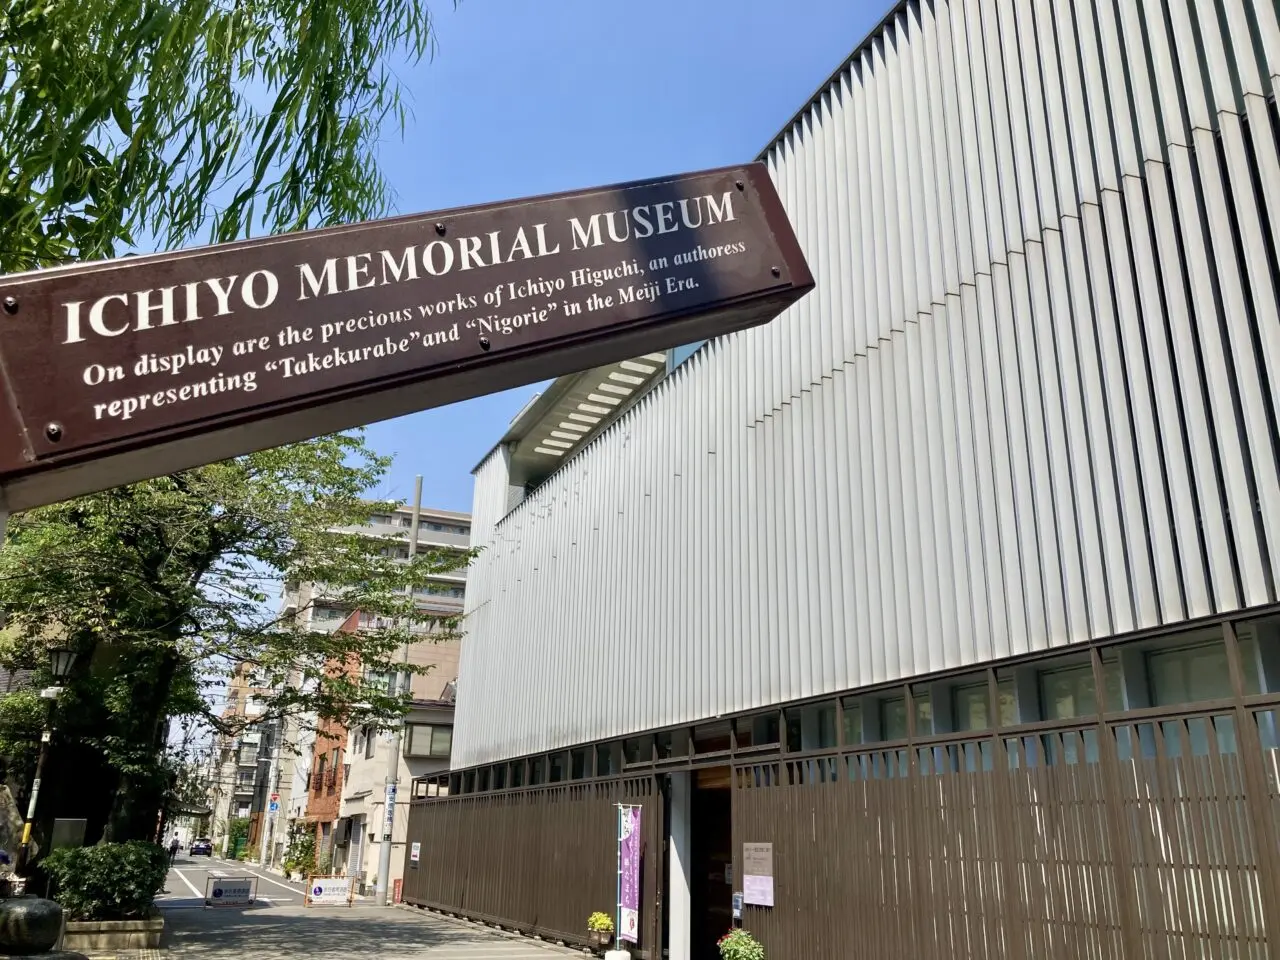 ICHIYO MEMORIAL MUSEUM
On display are the precious works of Ichiyo Higuchi, an authoress
representing “Takekurabe”and “Nigorie” in the Meiji Era.